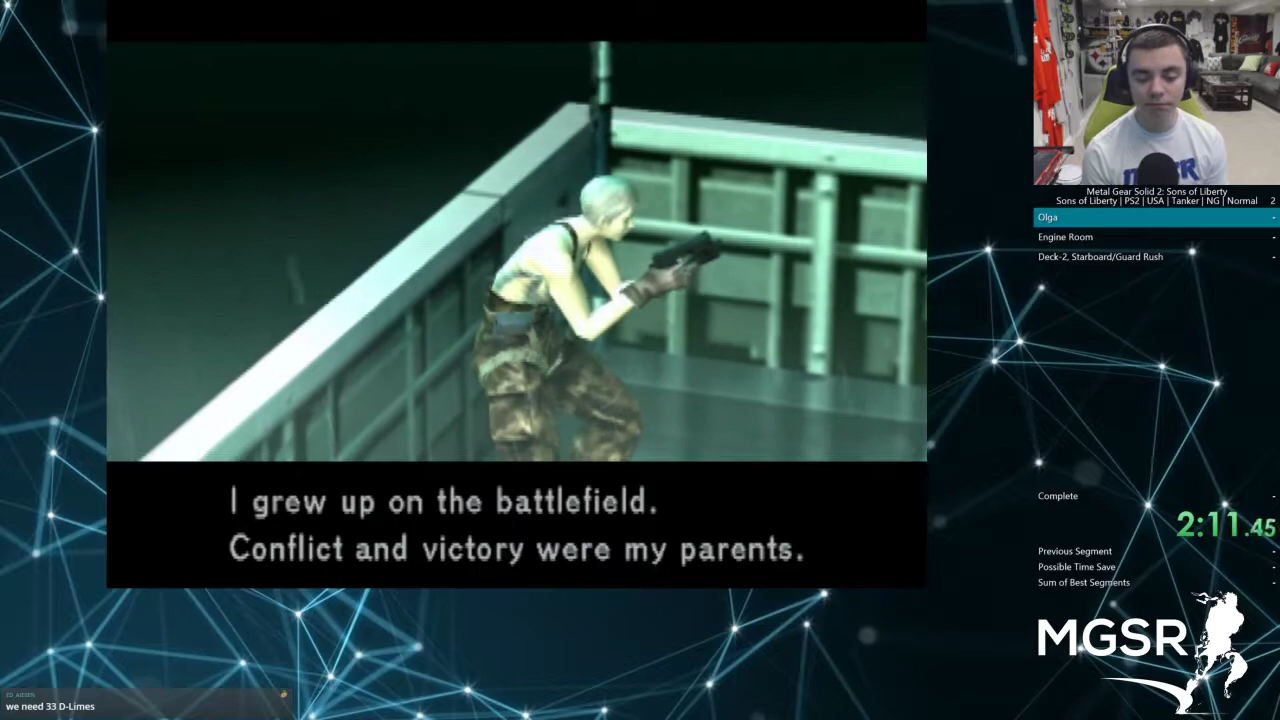 I grew up on the battlefield.
Conflict and victory were my parents.
Metal Gear Solid 2: Sons of Liberty
Sons of Liberty | PS2 | USA | Tanker | NG | Normal 2
Olga -
Engine Room -
Deck-2, Starboard/Guard Rush -
Complete -
2:11.45
Previous Segment -
Possible Time Save -
Sum of Best Segments -
MGSR
we need 33 D-Limes